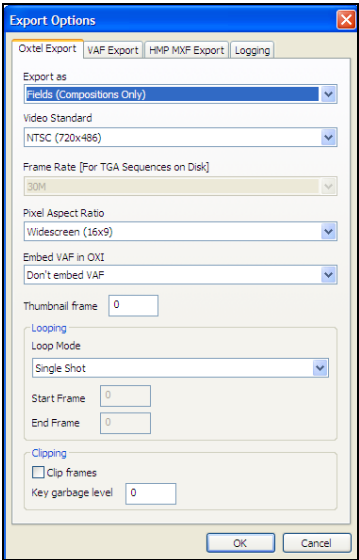 Export Options
Oxtel Export VAF Export HMP MXF Export Logging
Export as
Fields (Compositions Only)
Video Standard
NTSC (720x486)
Frame Rate [For TGA Sequences on Disk]
30M
Pixel Aspect Ratio
Widescreen (16x9)
Embed VAF in OXI
Don't embed VAF
Thumbnail frame 0
Looping
Loop Mode
Single Shot
Start Frame 0
End Frame 0
Clipping
Clip frames
Key garbage level 0
OK Cancel